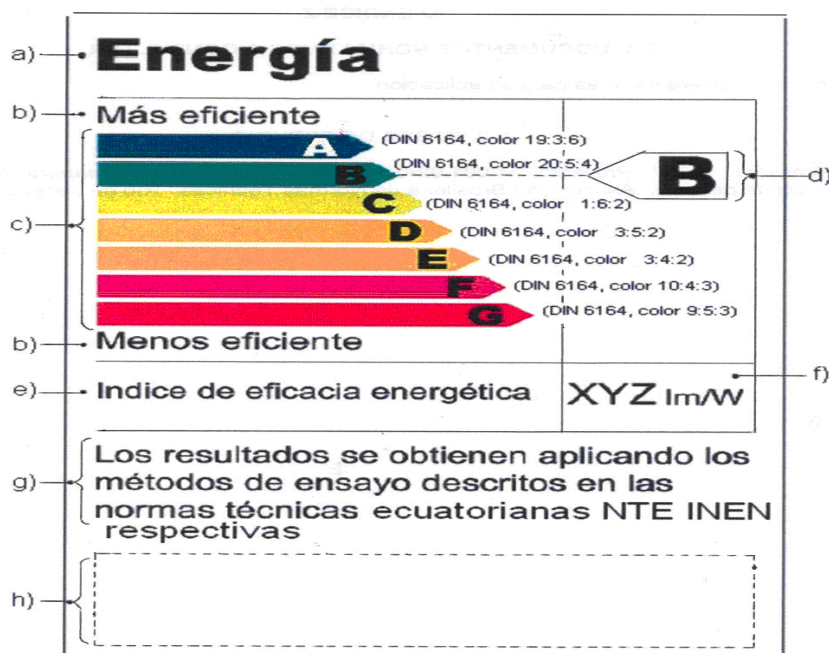 a) Energía
b) Más eficiente
A (DIN 6164, color 19:3:6)
B (DIN 6164, color 20:5:4)
B d)
c) C (DIN 6164, color 1:6:2)
D (DIN 6164, color 3:5:2)
E (DIN 6164, color 3:4:2)
F (DIN 6164, color 10:4:3)
G (DIN 6164, color 9:5:3)
b) Menos eficiente
e) Indice de eficacia energética XYZ lm/W f)
g) Los resultados se obtienen aplicando los
métodos de ensayo descritos en las
normas técnicas ecuatorianas NTE INEN
respectivas
h)